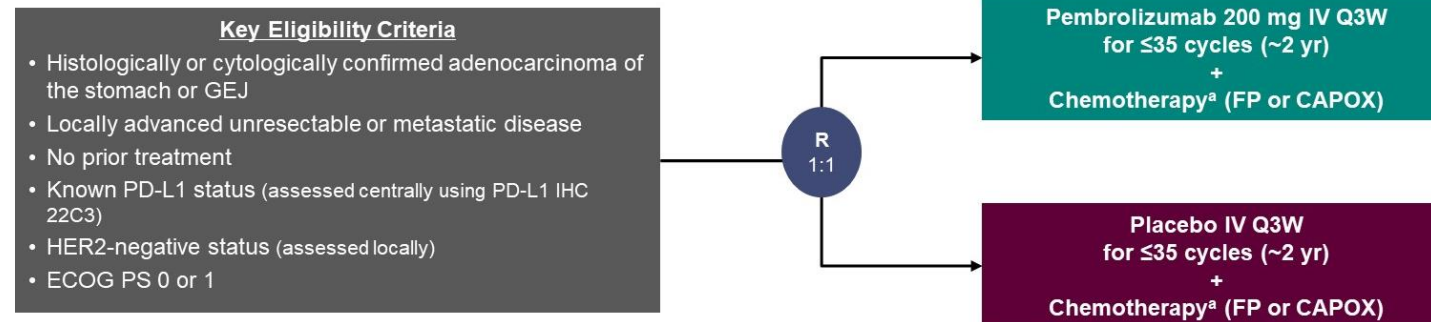 Key Eligibility Criteria
• Histologically or cytologically confirmed adenocarcinoma of
the stomach or GEJ
• Locally advanced unresectable or metastatic disease
• No prior treatment
• Known PD-L1 status (assessed centrally using PD-L1 IHC
22C3)
• HER2-negative status (assessed locally)
• ECOG PS 0 or 1
R
1:1
Pembrolizumab 200 mg IV Q3W
for ≤35 cycles (~2 yr)
+
Chemotherapyᵃ (FP or CAPOX)
Placebo IV Q3W
for ≤35 cycles (~2 yr)
+
Chemotherapyᵃ (FP or CAPOX)